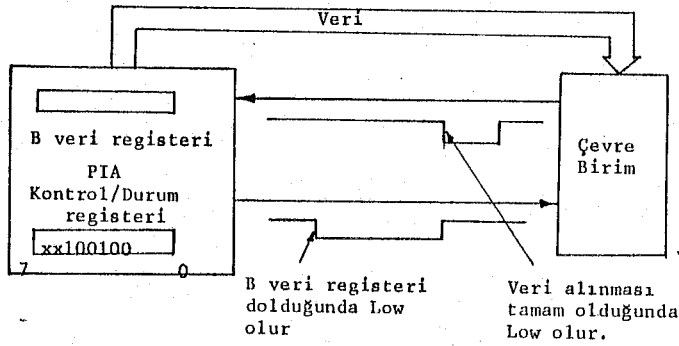 Veri
B veri registeri
PIA
Kontrol/Durum
registeri
xx100100
7 0
Çevre
Birim
B veri registeri
dolduğunda Low
olur
Veri alınması
tamam olduğunda
Low olur.